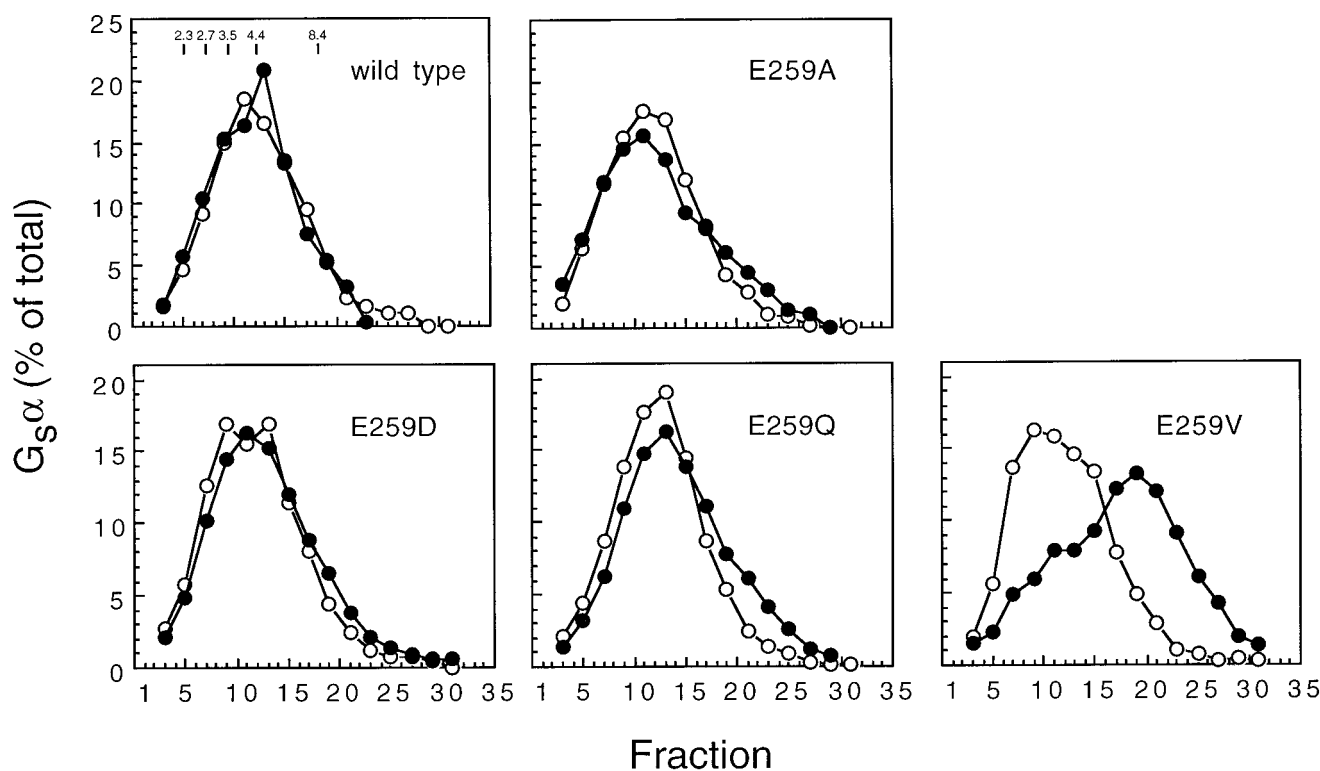 25
20
15
10
5
0
2.3 2.7 3.5 4.4 8.4
wild type
E259A
20
15
10
5
0
E259D
E259Q
E259V
1 5 10 15 20 25 30 35
1 5 10 15 20 25 30 35
1 5 10 15 20 25 30 35
GSα (% of total)
Fraction